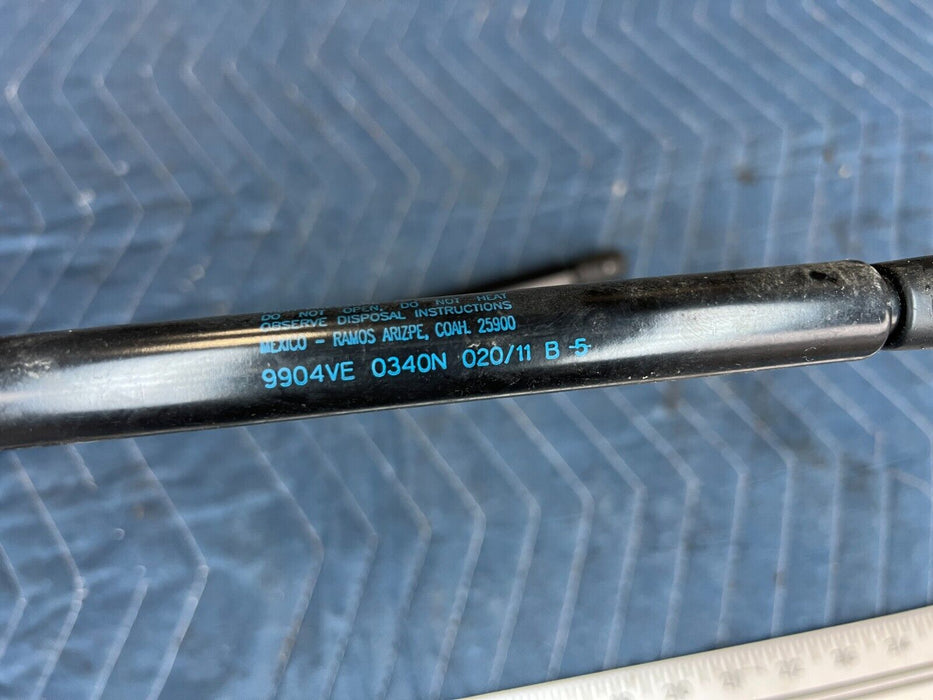 DO NOT OPEN, DO NOT HEAT
OBSERVE DISPOSAL INSTRUCTIONS
MEXICO - RAMOS ARIZPE, COAH. 25900
9904VE 0340N 020/11 B 5